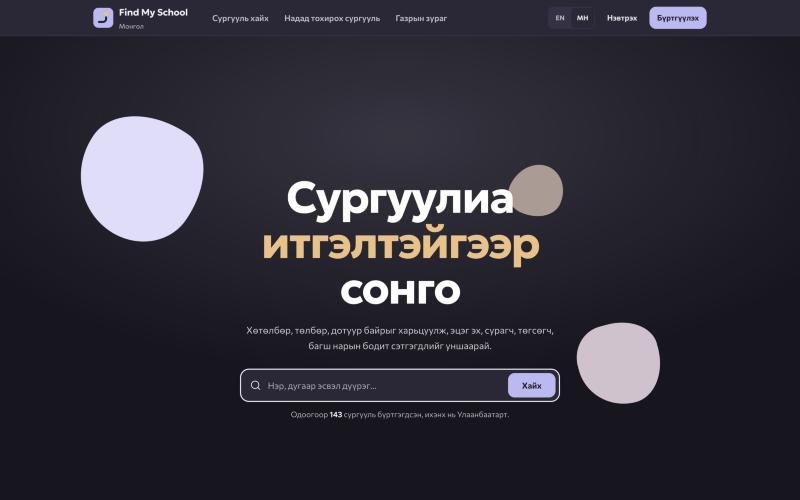 Find My School
Монгол
Сургууль хайх
Надад тохирох сургууль
Газрын зураг
EN
МН
Нэвтрэх
Бүртгүүлэх
Сургуулиа
итгэлтэйгээр
сонго
Хөтөлбөр, төлбөр, дотуур байрыг харьцуулж, эцэг эх, сурагч, төгсөгч,
багш нарын бодит сэтгэгдлийг уншаарай.
Нэр, дугаар эсвэл дүүрэг...
Хайх
Одоогоор 143 сургууль бүртгэгдсэн, ихэнх нь Улаанбаатарт.